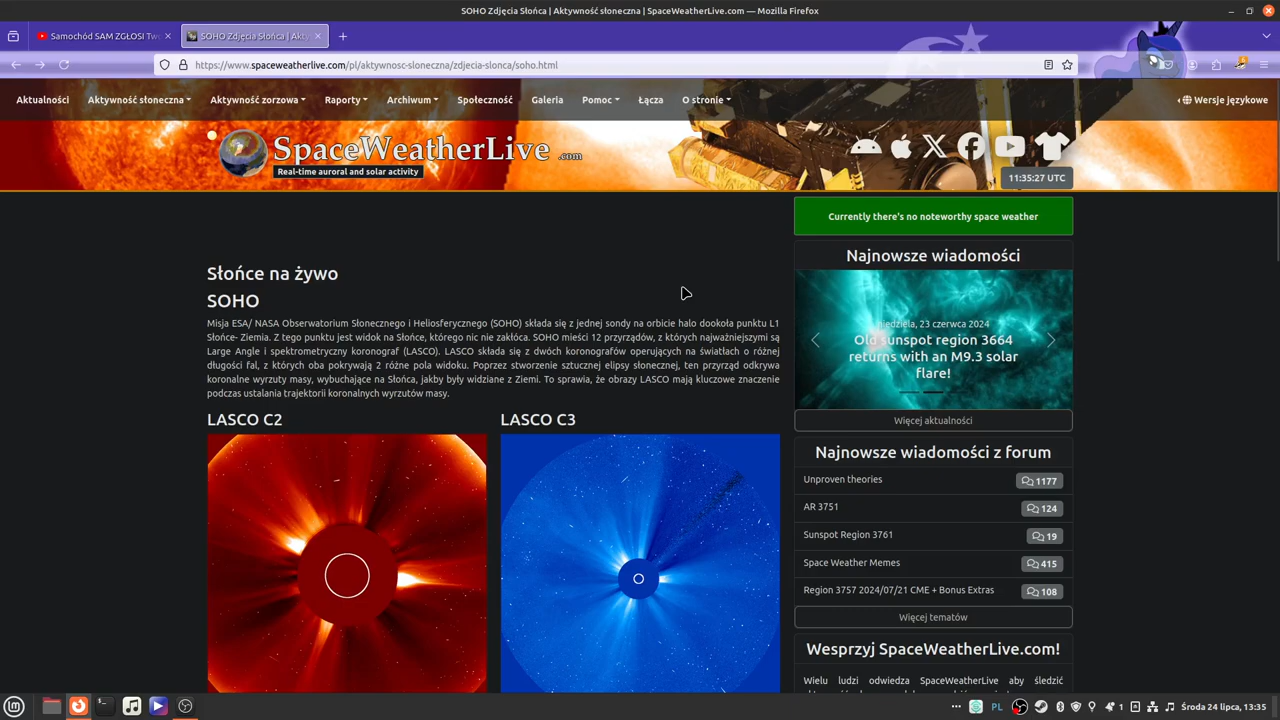 SOHO Zdjęcia Słońca | Aktywność słoneczna | SpaceWeatherLive.com — Mozilla Firefox
Samochód SAM ZGŁOSI Two
SOHO Zdjęcia Słońca | Akty
https://www.spaceweatherlive.com/pl/aktywnosc-sloneczna/zdjecia-slonca/soho.html
Aktualności Aktywność słoneczna Aktywność zorzowa Raporty Archiwum Społeczność Galeria Pomoc Łącza O stronie Wersje językowe
SpaceWeatherLive .com
Real-time auroral and solar activity
11:35:27 UTC
Currently there's no noteworthy space weather
Słońce na żywo
SOHO
Misja ESA/ NASA Obserwatorium Słonecznego i Heliosferycznego (SOHO) składa się z jednej sondy na orbicie halo dookoła punktu L1
Słońce- Ziemia. Z tego punktu jest widok na Słońce, którego nic nie zakłóca. SOHO mieści 12 przyrządów, z których najważniejszymi są
Large Angle i spektrometryczny koronograf (LASCO). LASCO składa się z dwóch koronografów operujących na światłach o różnej
długości fal, z których oba pokrywają 2 różne pola widoku. Poprzez stworzenie sztucznej elipsy słonecznej, ten przyrząd odkrywa
koronalne wyrzuty masy, wybuchające na Słońca, jakby były widziane z Ziemi. To sprawia, że obrazy LASCO mają kluczowe znaczenie
podczas ustalania trajektorii koronalnych wyrzutów masy.
LASCO C2
LASCO C3
Najnowsze wiadomości
niedziela, 23 czerwca 2024
Old sunspot region 3664
returns with an M9.3 solar
flare!
Więcej aktualności
Najnowsze wiadomości z forum
Unproven theories 1177
AR 3751 124
Sunspot Region 3761 19
Space Weather Memes 415
Region 3757 2024/07/21 CME + Bonus Extras 108
Więcej tematów
Wesprzyj SpaceWeatherLive.com!
Wielu ludzi odwiedza SpaceWeatherLive aby śledzić
PL
1
Środa 24 lipca, 13:35